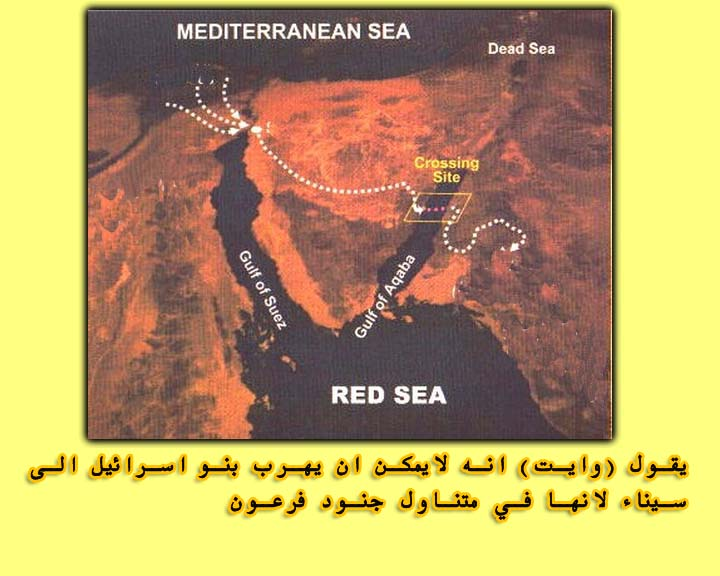 MEDITERRANEAN SEA
Dead Sea
Crossing
Site
Gulf of Suez
Gulf of Aqaba
RED SEA
يقول (وايت) انه لايمكن ان يهرب بنو اسرائيل الى
سيناء لانها في متناول جنود فرعون